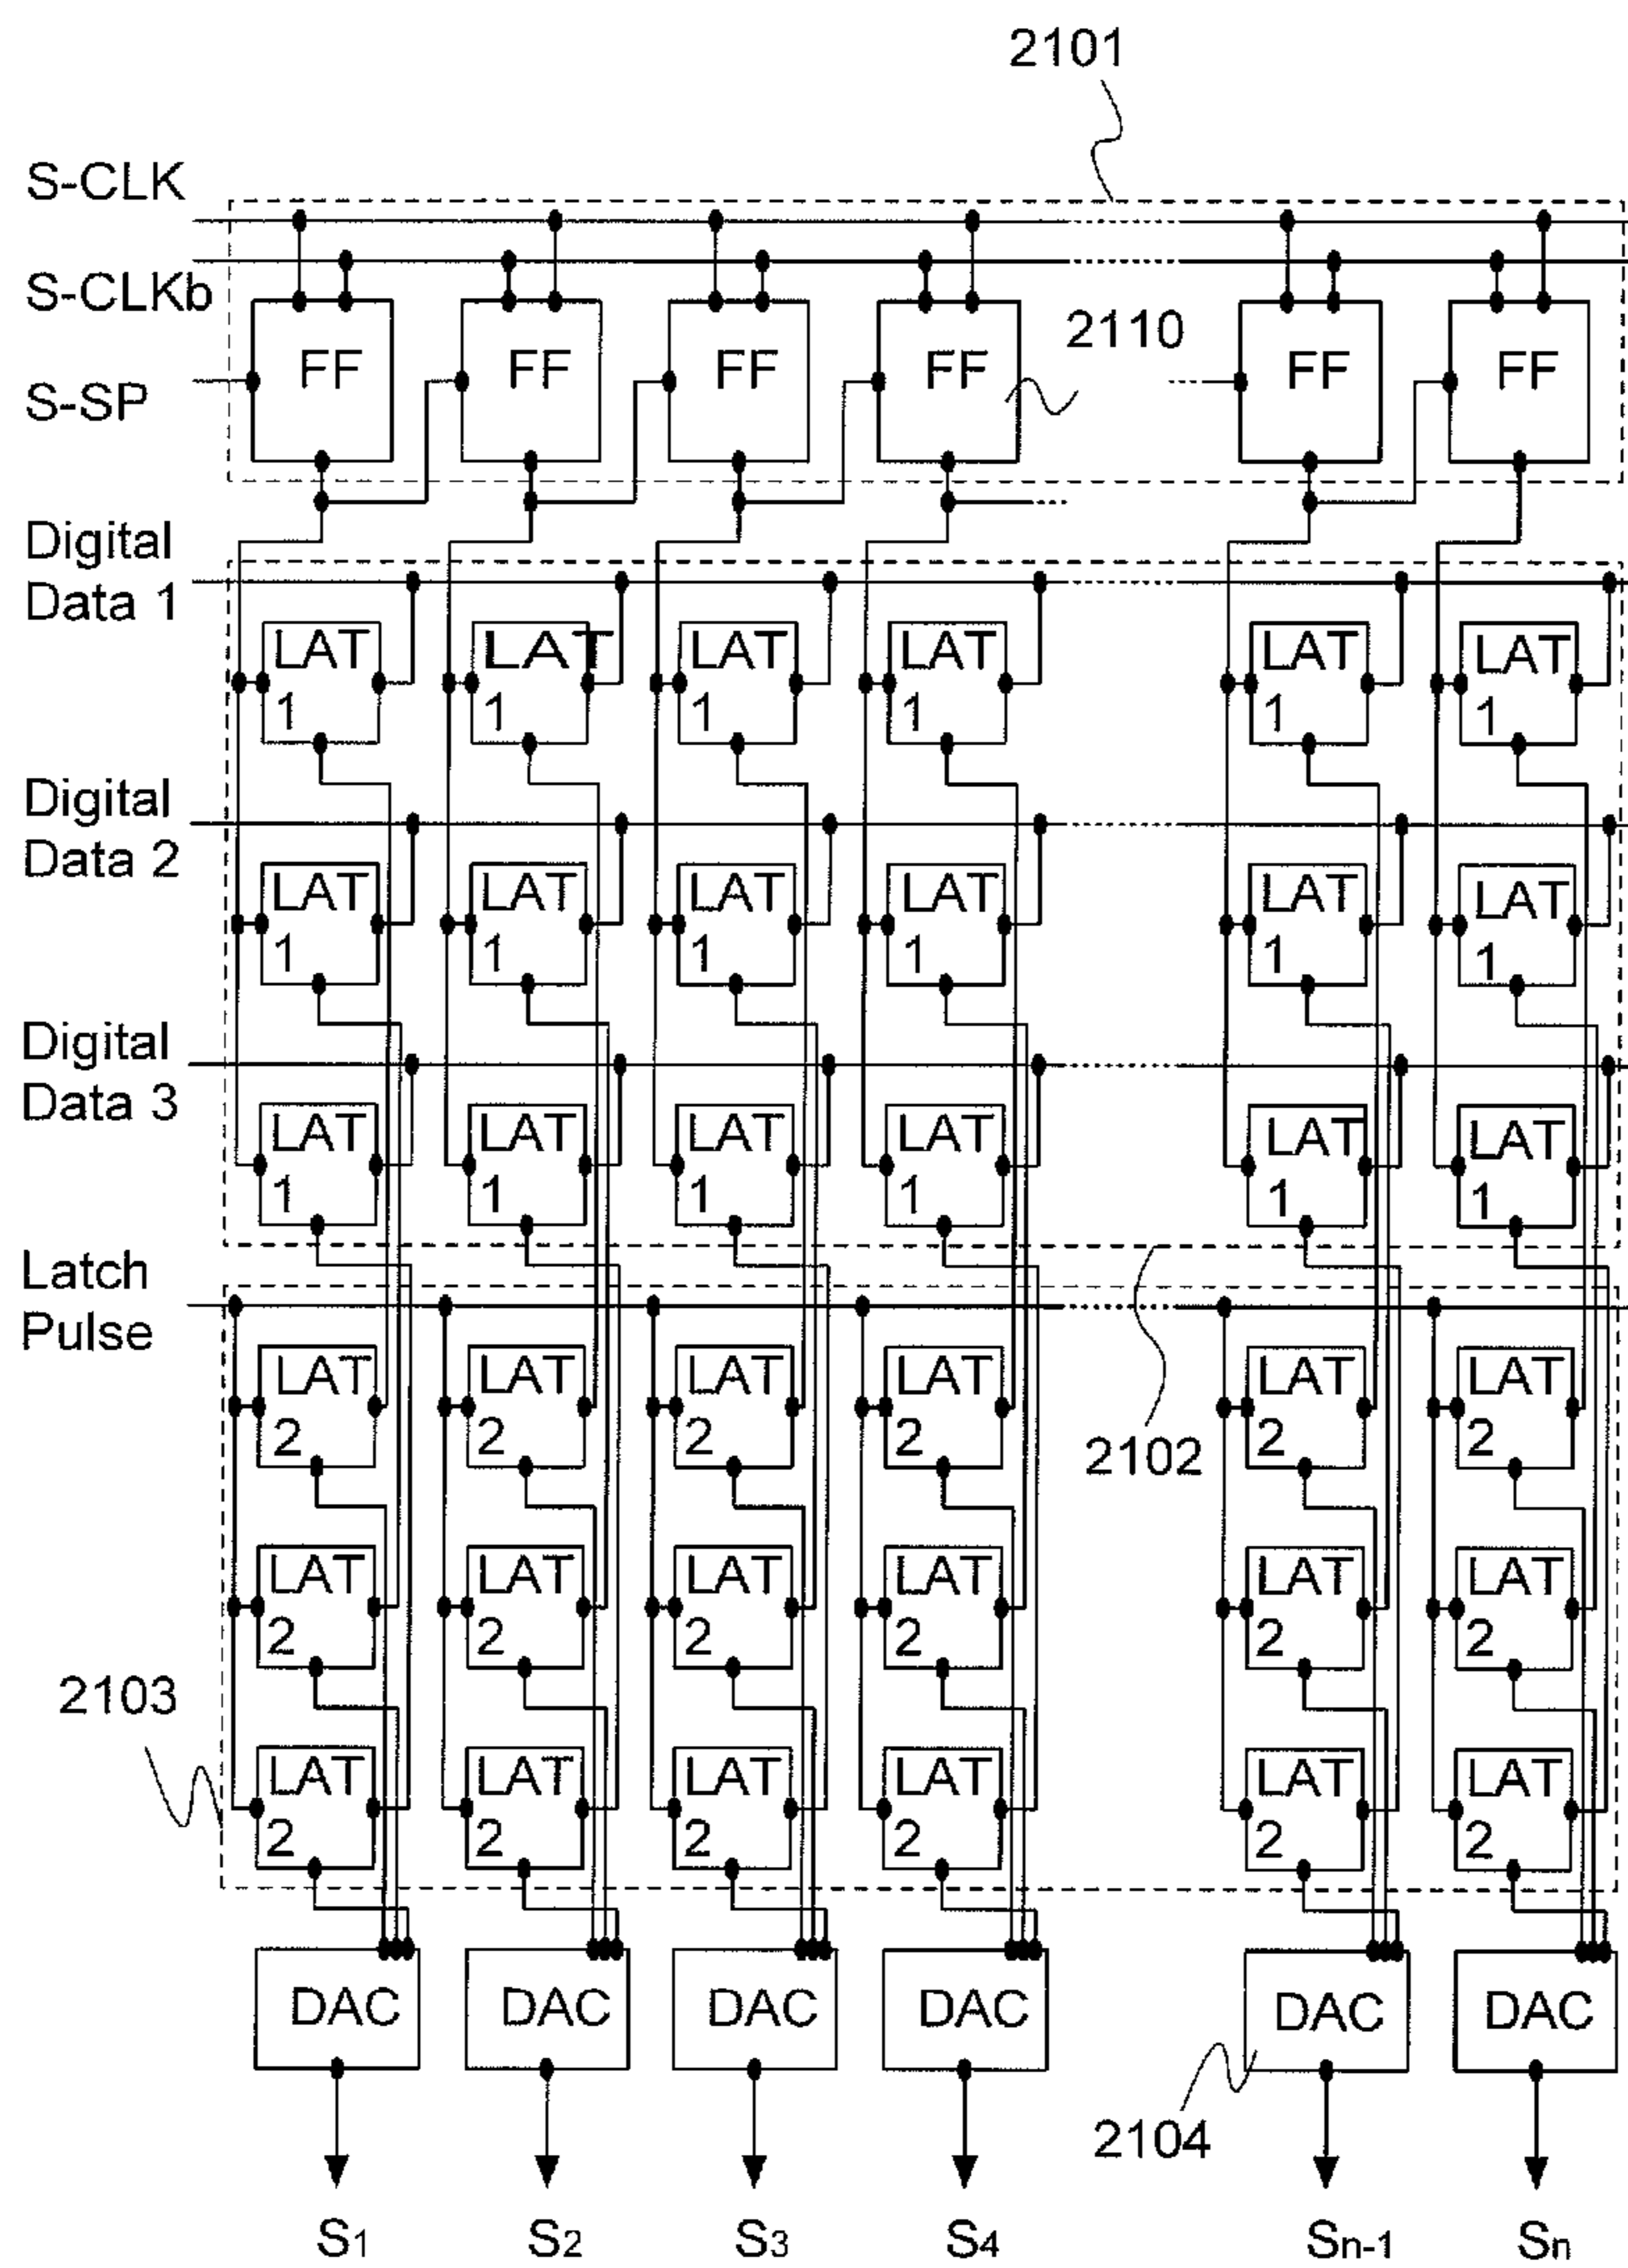 2101
S-CLK
S-CLKb
2110
FF FF FF FF FF FF
S-SP
Digital
Data 1
LAT LAT LAT LAT LAT LAT
1 1 1 1 1 1
Digital
Data 2
LAT LAT LAT LAT LAT LAT
1 1 1 1 1 1
Digital
Data 3
LAT LAT LAT LAT LAT LAT
1 1 1 1 1 1
Latch
Pulse
LAT LAT LAT LAT LAT LAT
2 2 2 2 2 2
2102
LAT LAT LAT LAT LAT LAT
2 2 2 2 2 2
2103
LAT LAT LAT LAT LAT LAT
2 2 2 2 2 2
DAC DAC DAC DAC DAC DAC
2104
S1 S2 S3 S4 Sn-1 Sn